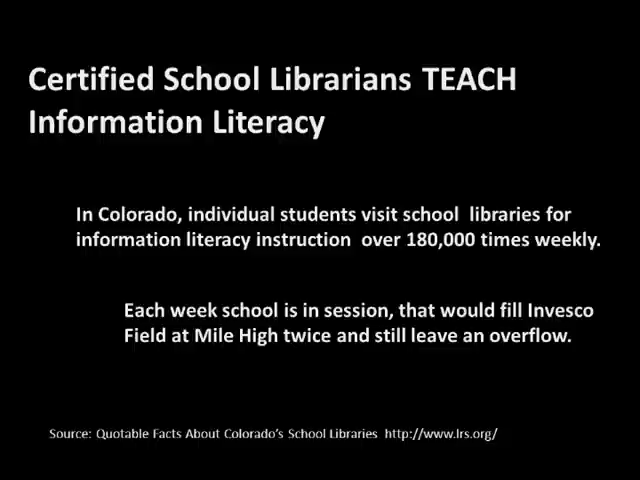 Certified School Librarians TEACH
Information Literacy
In Colorado, individual students visit school  libraries for
information literacy instruction  over 180,000 times weekly.
Each week school is in session, that would fill Invesco
Field at Mile High twice and still leave an overflow.
Source: Quotable Facts About Colorado's School Libraries  http://www.lrs.org/